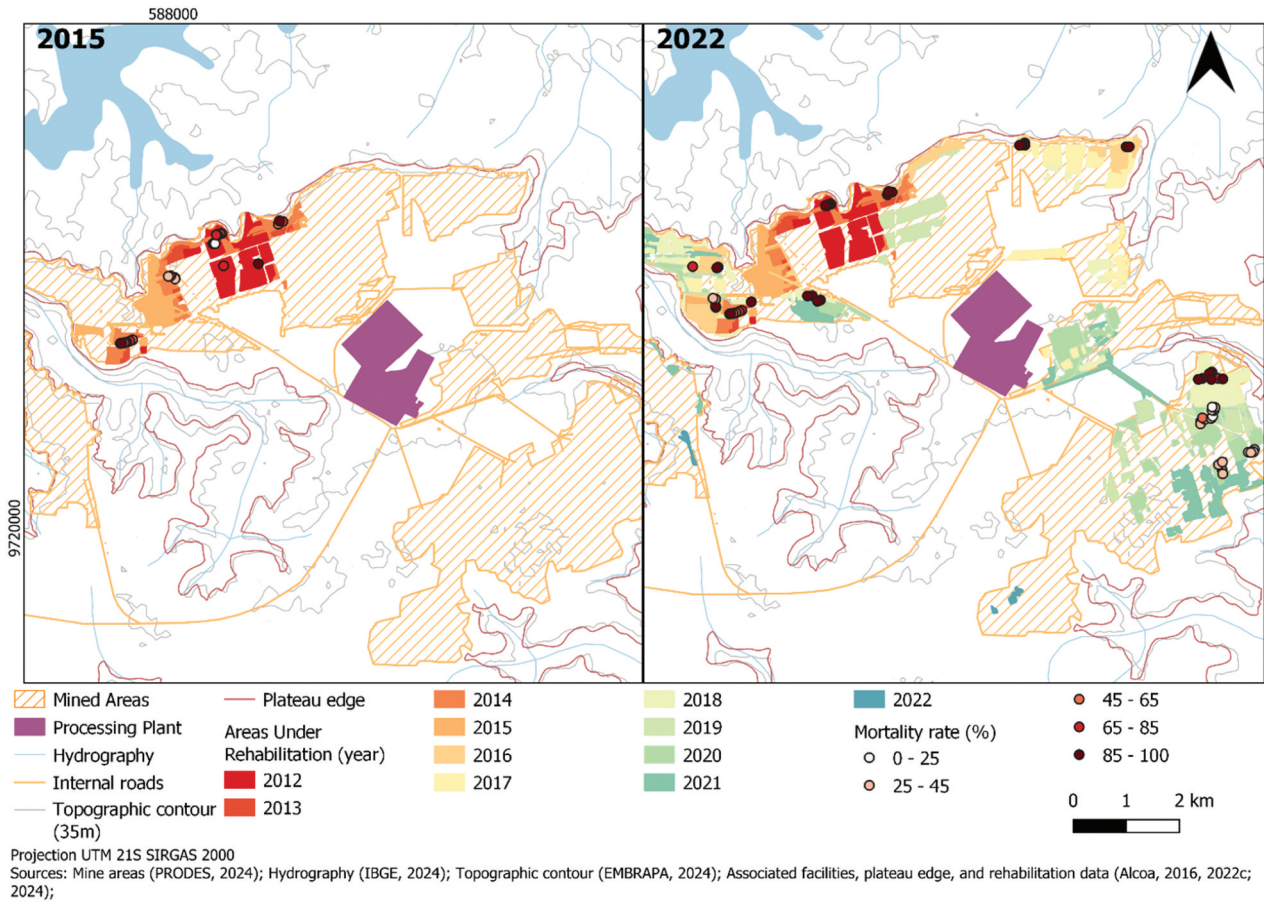 588000
2015
2022
9720000
Mined Areas
Processing Plant
Hydrography
Internal roads
Topographic contour
(35m)
Plateau edge
Areas Under
Rehabilitation (year)
2012
2013
2014
2015
2016
2017
2018
2019
2020
2021
2022
Mortality rate (%)
0 - 25
25 - 45
45 - 65
65 - 85
85 - 100
0 1 2 km
Projection UTM 21S SIRGAS 2000
Sources: Mine areas (PRODES, 2024); Hydrography (IBGE, 2024); Topographic contour (EMBRAPA, 2024); Associated facilities, plateau edge, and rehabilitation data (Alcoa, 2016, 2022c;
2024);